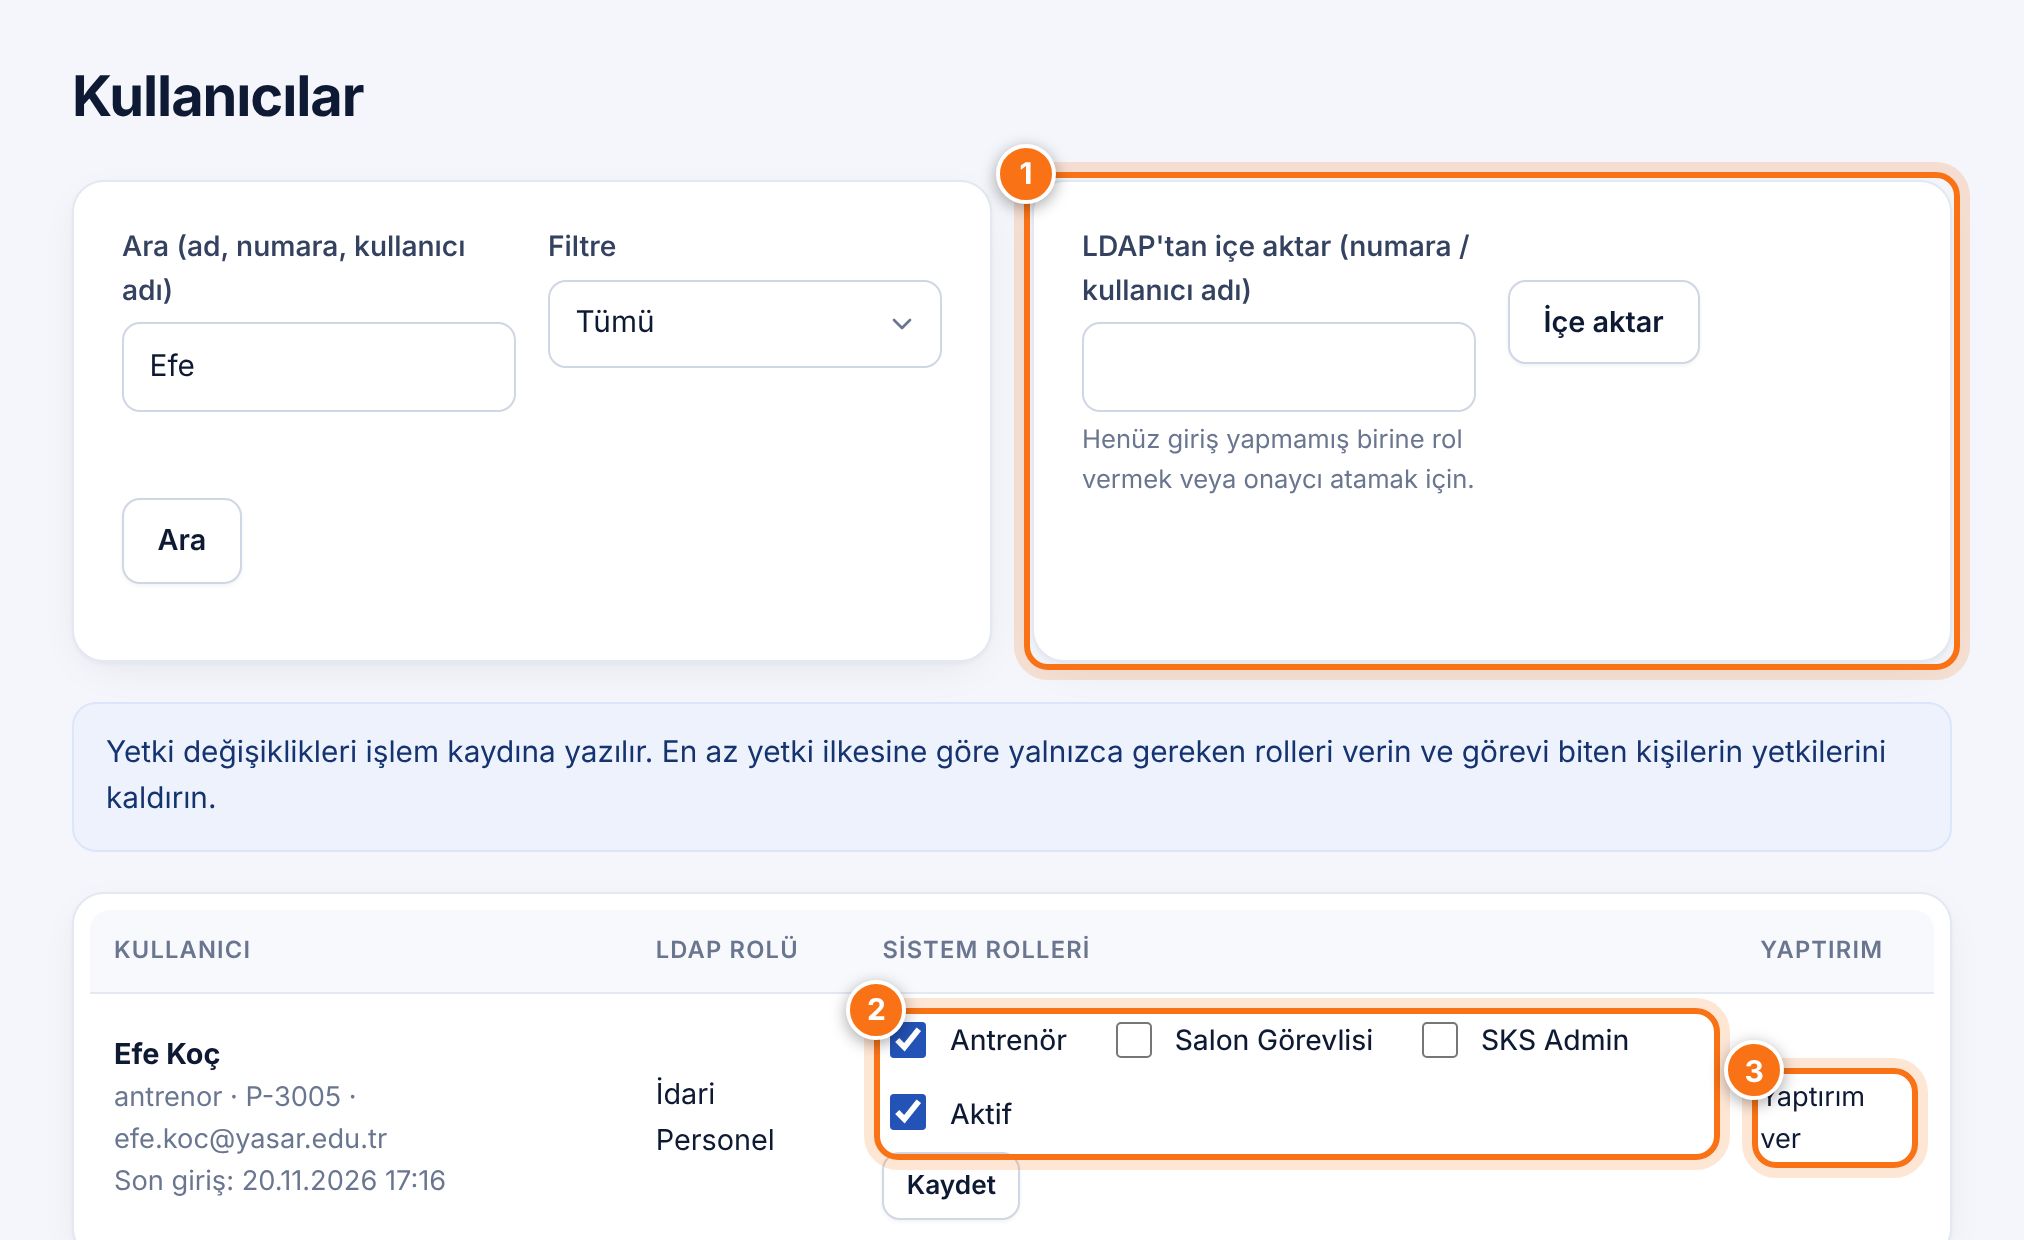 Kullanıcılar
1
Ara (ad, numara, kullanıcı
adı)
Efe
Filtre
Tümü
Ara
LDAP'tan içe aktar (numara /
kullanıcı adı)
İçe aktar
Henüz giriş yapmamış birine rol
vermek veya onaycı atamak için.
Yetki değişiklikleri işlem kaydına yazılır. En az yetki ilkesine göre yalnızca gereken rolleri verin ve görevi biten kişilerin yetkilerini
kaldırın.
KULLANICI LDAP ROLÜ SİSTEM ROLLERİ YAPTIRIM
Efe Koç
antrenor · P-3005 ·
efe.koc@yasar.edu.tr
Son giriş: 20.11.2026 17:16
İdari
Personel
2
Antrenör Salon Görevlisi SKS Admin
Aktif
Kaydet
3
Yaptırım
ver